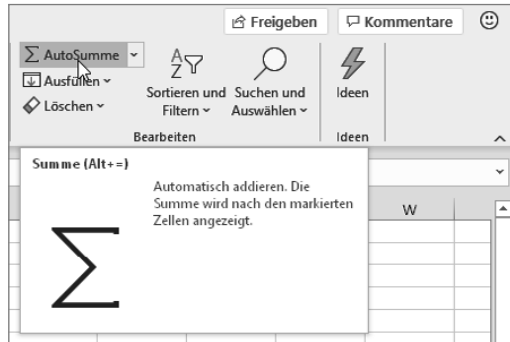 Freigeben Kommentare
AutoSumme
Ausfüllen
Löschen
Sortieren und
Filtern
Suchen und
Auswählen
Ideen
Bearbeiten
Ideen
Summe (Alt+=)
Automatisch addieren. Die
Summe wird nach den markierten
Zellen angezeigt.
W